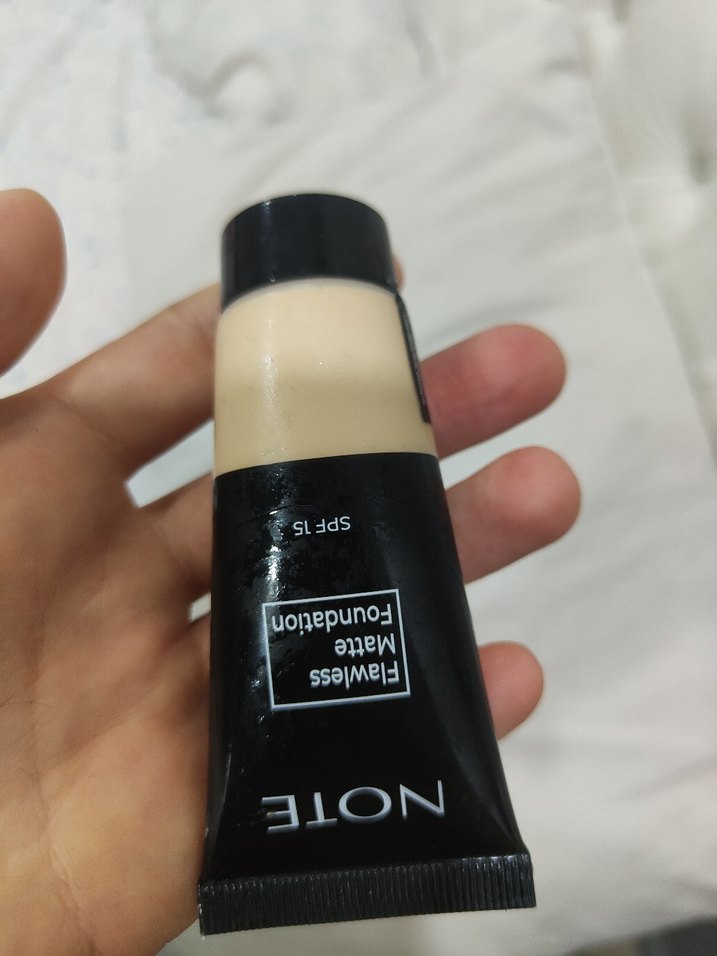 NOTE
Flawless
Matte
Foundation
SPF 15